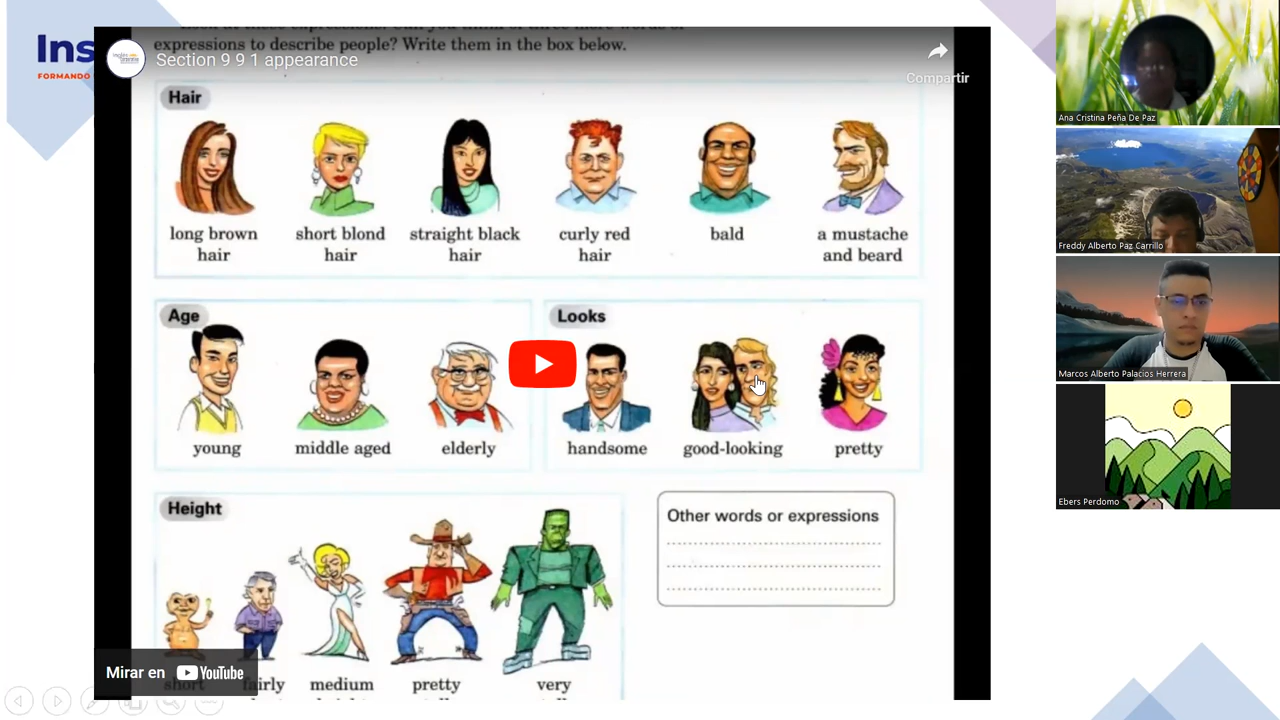 Ins
FORMANDO
expressions to describe people? Write them in the box below.
Section 9 9 1 appearance
Compartir
Hair
long brown hair
short blond hair
straight black hair
curly red hair
bald
a mustache and beard
Age
young
middle aged
elderly
Looks
handsome
good-looking
pretty
Height
short
fairly
medium
pretty
very
Other words or expressions
Mirar en YouTube
Ana Cristina Peña De Paz
Freddy Alberto Paz Carrillo
Marcos Alberto Palacios Herrera
Ebers Perdomo